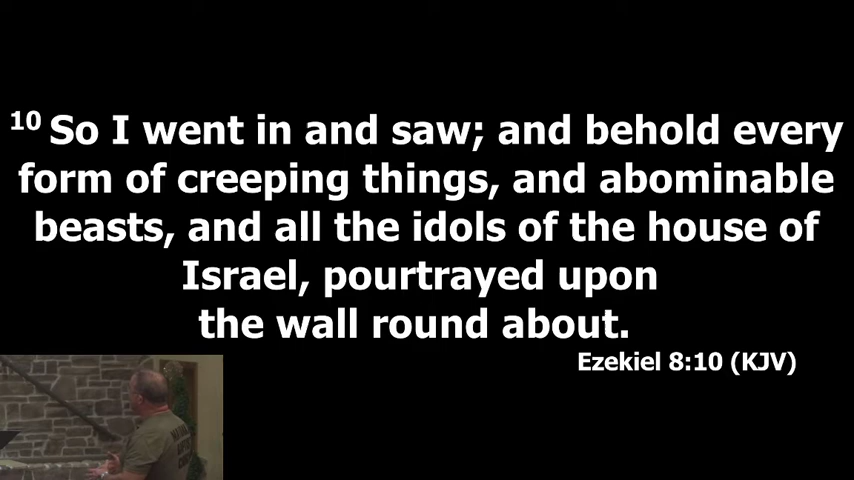 10 So I went in and saw; and behold every
form of creeping things, and abominable
beasts, and all the idols of the house of
Israel, pourtrayed upon
the wall round about.
Ezekiel 8:10 (KJV)